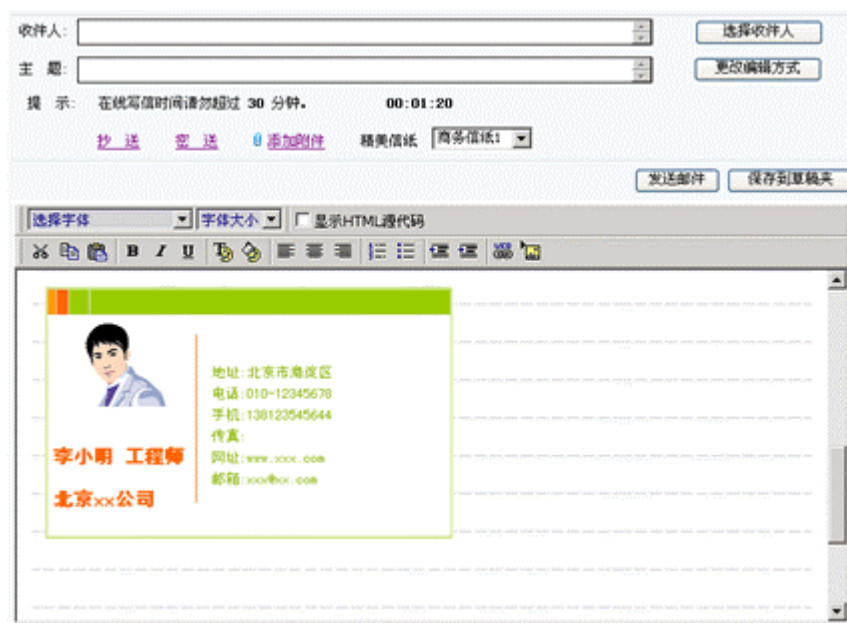 收件人:
选择收件人
主 题:
更改编辑方式
提 示: 在线写信时间请勿超过 30 分钟. 00:01:20
抄 送 密 送 添加附件 精美信纸 商务信纸1
发送邮件 保存到草稿夹
选择字体 字体大小 显示HTML源代码
B I U
地址:北京市海淀区
电话:010-12345678
手机:138123545644
传真:
李小明 工程师
网址:www.xxx.com
邮箱:xxx@xx.com
北京xx公司